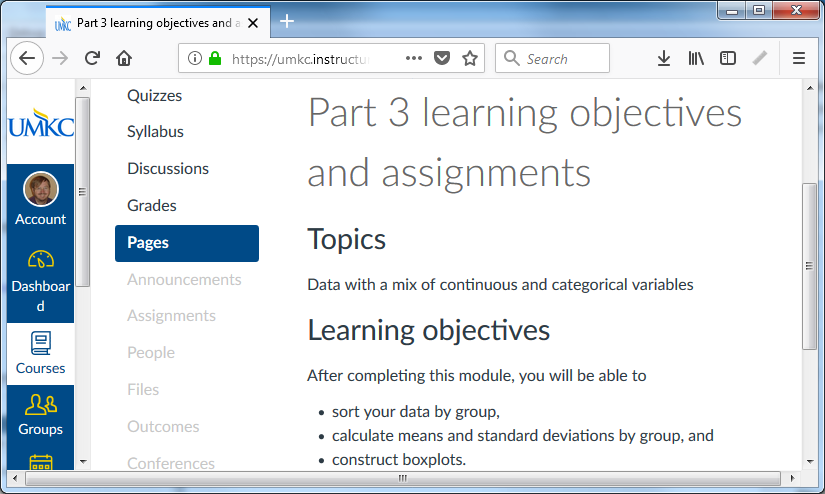 Part 3 learning objectives and a
https://umkc.instructu
Search
UMKC
Account
Dashboar
d
Courses
Groups
Quizzes
Syllabus
Discussions
Grades
Pages
Announcements
Assignments
People
Files
Outcomes
Conferences
Part 3 learning objectives
and assignments
Topics
Data with a mix of continuous and categorical variables
Learning objectives
After completing this module, you will be able to
• sort your data by group,
• calculate means and standard deviations by group, and
• construct boxplots.